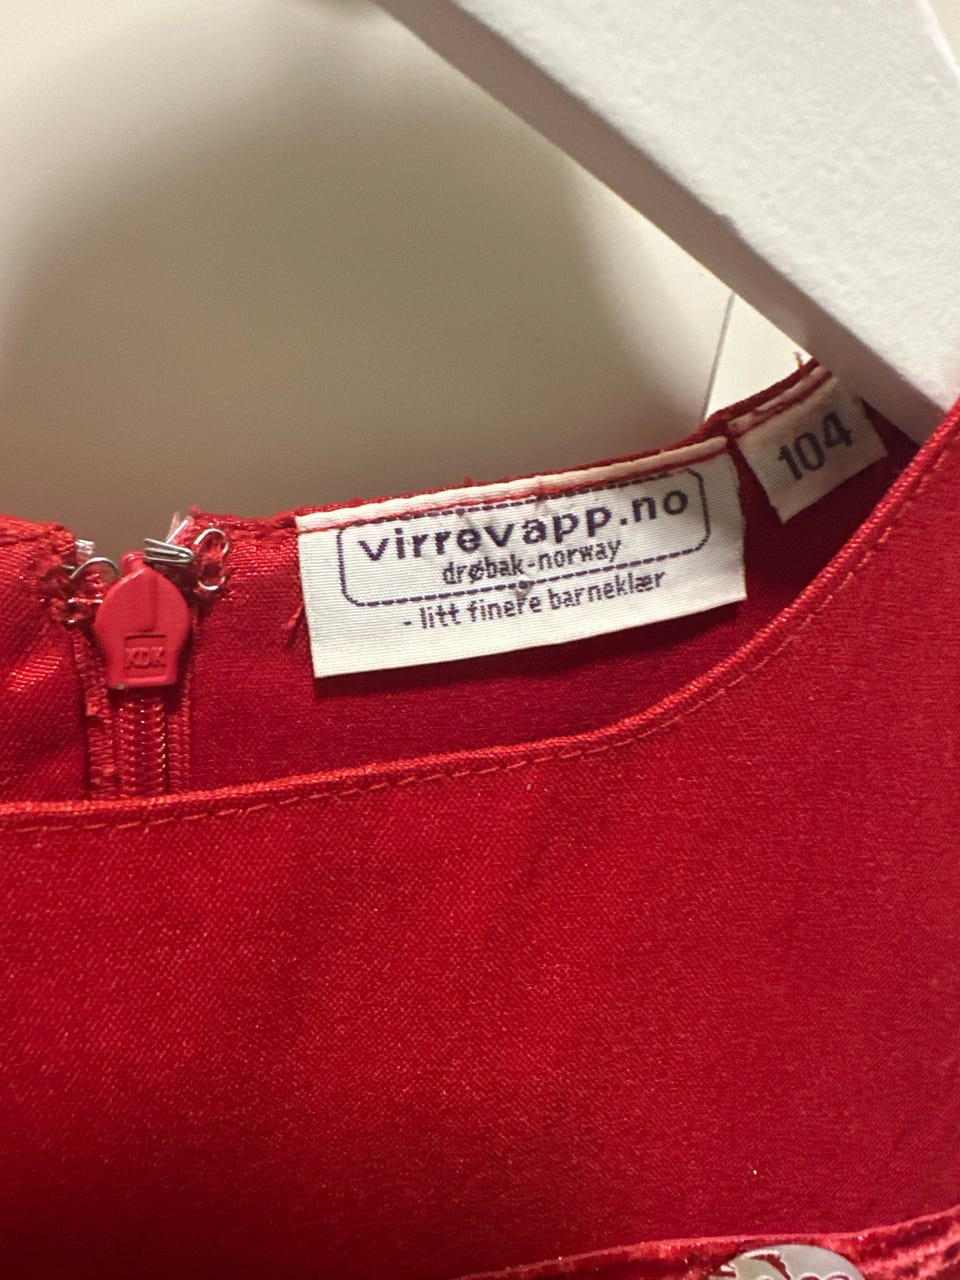 virrevapp.no
drøbak-norway
- litt finere barneklær
104
KDK